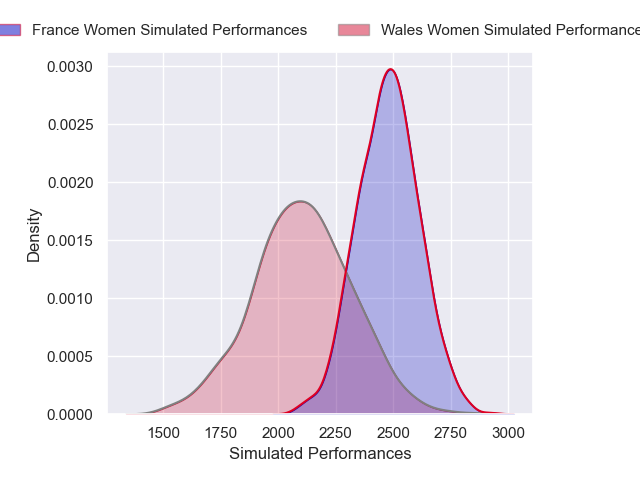 France Women Simulated Performances Wales Women Simulated Performance
0.0030
0.0025
0.0020
0.0015
0.0010
0.0005
0.0000
Density
1500 1750 2000 2250 2500 2750 3000
Simulated Performances